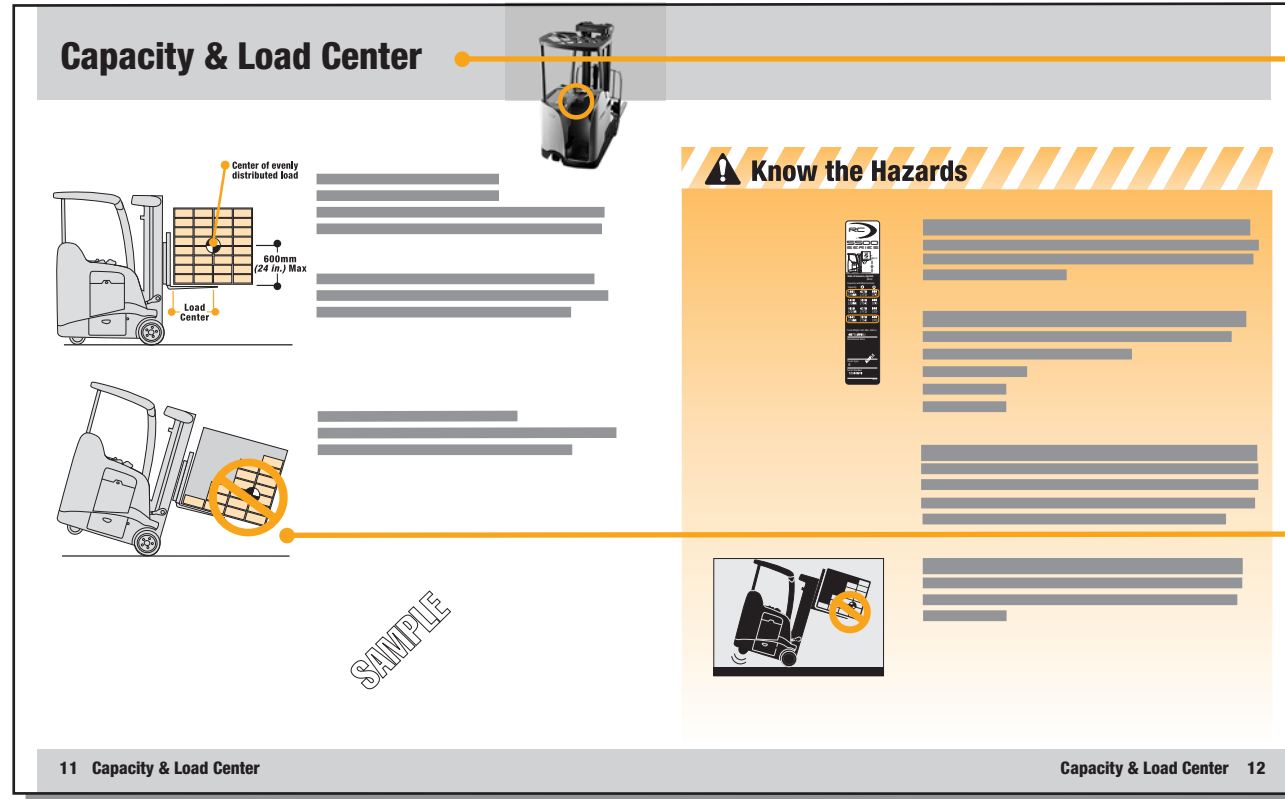 Capacity & Load Center
Center of evenly
distributed load
600mm
(24 in.) Max
Load
Center
Know the Hazards
RC
5500
SERIES
SAMPLE
11 Capacity & Load Center
Capacity & Load Center 12